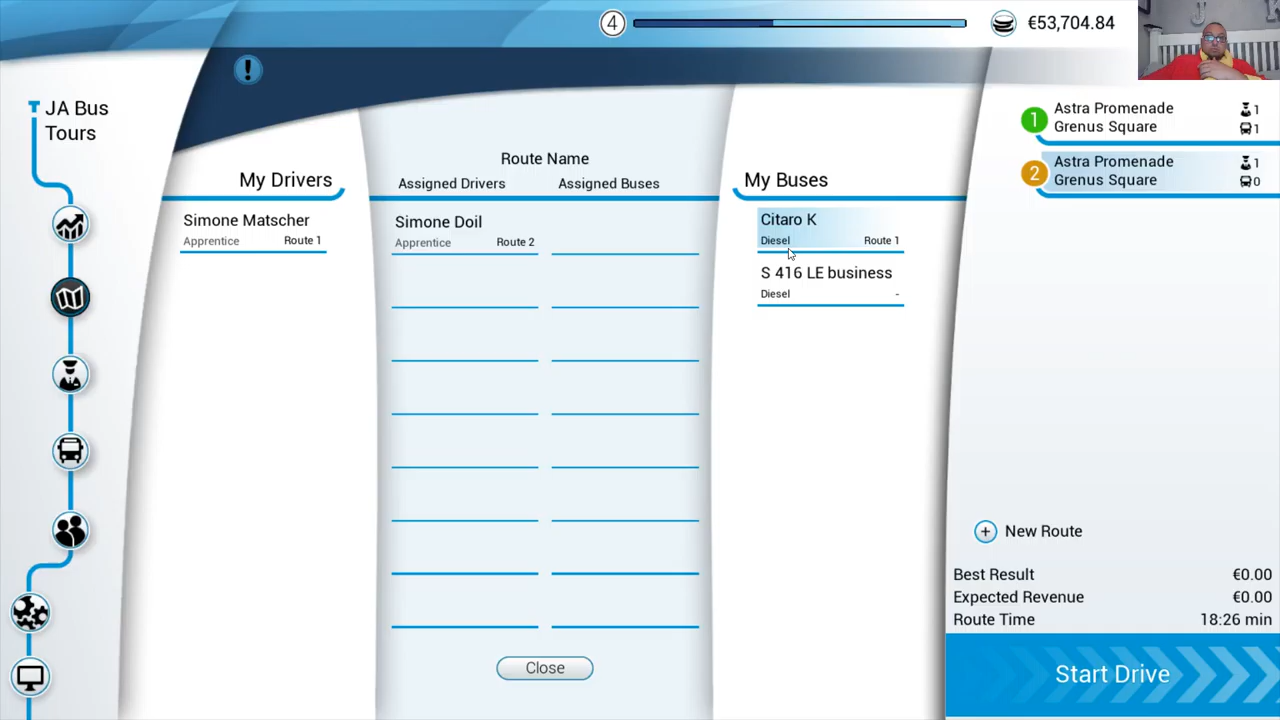 4
€53,704.84
JA Bus
Tours
My Drivers
Simone Matscher
Apprentice Route 1
Route Name
Assigned Drivers Assigned Buses
Simone Doil
Apprentice Route 2
Close
My Buses
Citaro K
Diesel Route 1
S 416 LE business
Diesel -
1 Astra Promenade 1
Grenus Square 1
2 Astra Promenade 1
Grenus Square 0
+ New Route
Best Result €0.00
Expected Revenue €0.00
Route Time 18:26 min
Start Drive